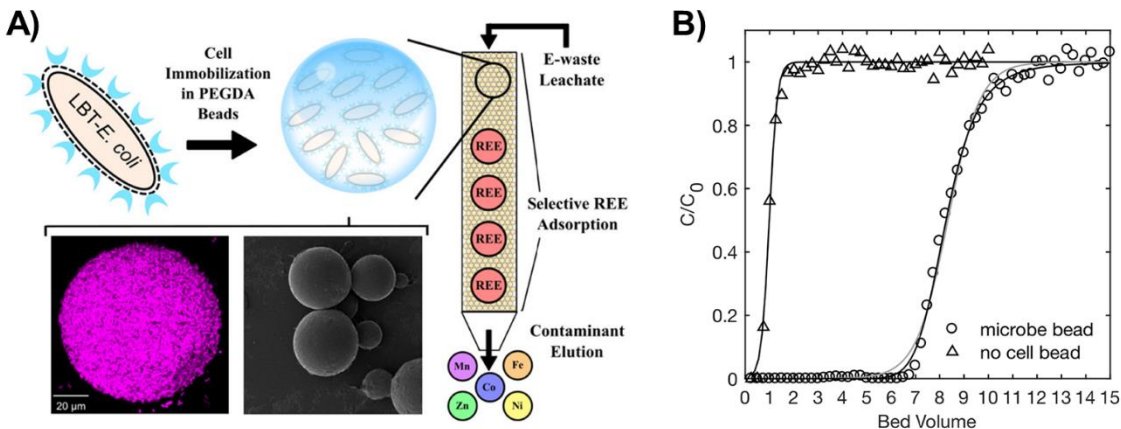 A)
Cell
Immobilization
in PEGDA
Beads
LBT-E. coli
E-waste
Leachate
REE
REE
REE
REE
Selective REE
Adsorption
Contaminant
Elution
Mn
Fe
Co
Zn
Ni
20 µm
B)
C/C0
1
0.8
0.6
0.4
0.2
0
microbe bead
no cell bead
0 1 2 3 4 5 6 7 8 9 10 11 12 13 14 15
Bed Volume